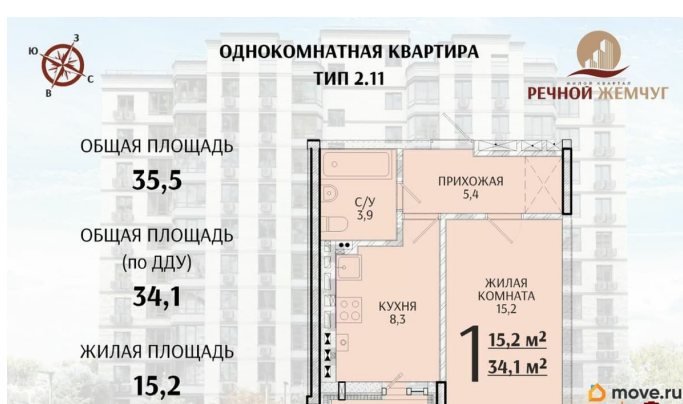 З
Ю
С
В
ОДНОКОМНАТНАЯ КВАРТИРА
ТИП 2.11
ЖИЛОЙ КВАРТАЛ
РЕЧНОЙ ЖЕМЧУГ
ОБЩАЯ ПЛОЩАДЬ
35,5
ОБЩАЯ ПЛОЩАДЬ
(по ДДУ)
34,1
ЖИЛАЯ ПЛОЩАДЬ
15,2
ПРИХОЖАЯ
5,4
С/У
3,9
КУХНЯ
8,3
ЖИЛАЯ
КОМНАТА
15,2
1
15,2 м²
34,1 м²
move.ru